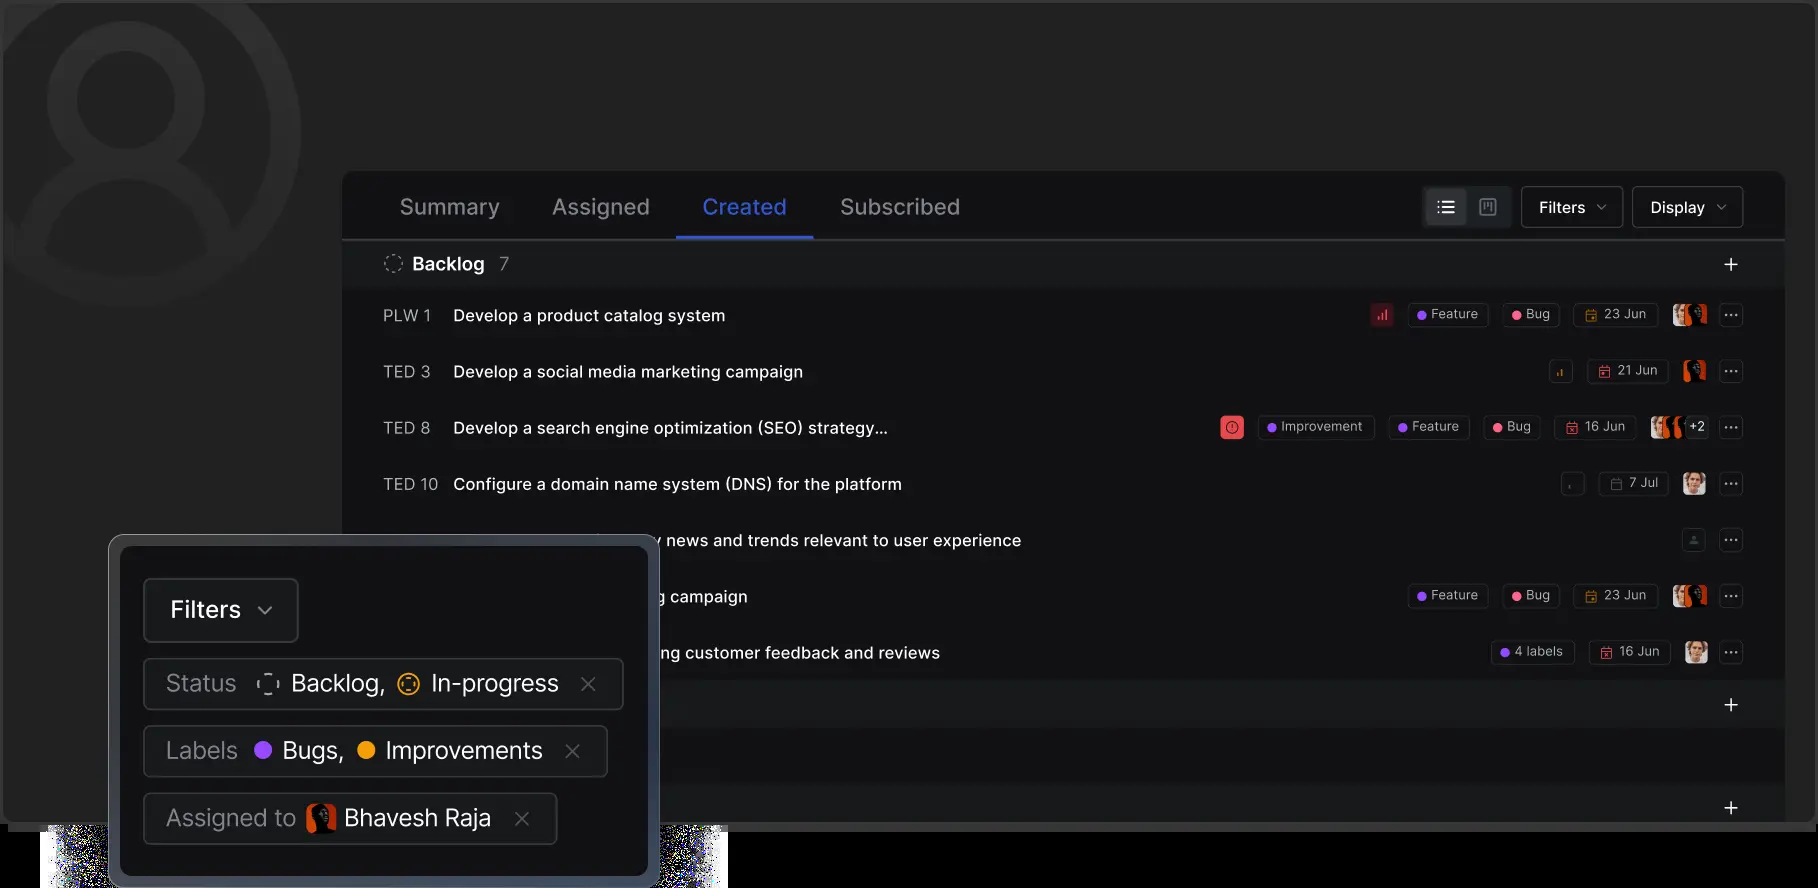 Summary Assigned Created Subscribed Filters Display
Backlog 7
PLW 1 Develop a product catalog system Feature Bug 23 Jun
TED 3 Develop a social media marketing campaign 21 Jun
TED 8 Develop a search engine optimization (SEO) strategy... Improvement Feature Bug 16 Jun +2
TED 10 Configure a domain name system (DNS) for the platform 7 Jul
news and trends relevant to user experience
campaign Feature Bug 23 Jun
customer feedback and reviews 4 labels 16 Jun
Filters
Status Backlog, In-progress
Labels Bugs, Improvements
Assigned to Bhavesh Raja